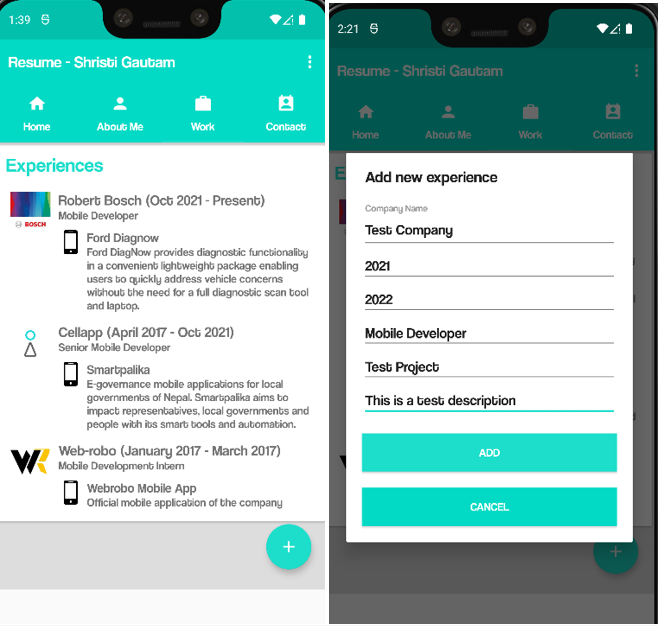 1:39
Resume - Shristi Gautam
Home
About Me
Work
Contact
Experiences
Robert Bosch (Oct 2021 - Present)
Mobile Developer
BOSCH
Ford Diagnow
Ford DiagNow provides diagnostic functionality
in a convenient lightweight package enabling
users to quickly address vehicle concerns
without the need for a full diagnostic scan tool
and laptop.
Cellapp (April 2017 - Oct 2021)
Senior Mobile Developer
Smartpalika
E-governance mobile applications for local
governments of Nepal. Smartpalika aims to
impact representatives, local governments and
people with its smart tools and automation.
Web-robo (January 2017 - March 2017)
Mobile Development Intern
Webrobo Mobile App
Official mobile application of the company
+
2:21
Resume - Shristi Gautam
Home
About Me
Work
Contact
E
Add new experience
Company Name
Test Company
2021
2022
Mobile Developer
Test Project
This is a test description
ADD
CANCEL
+